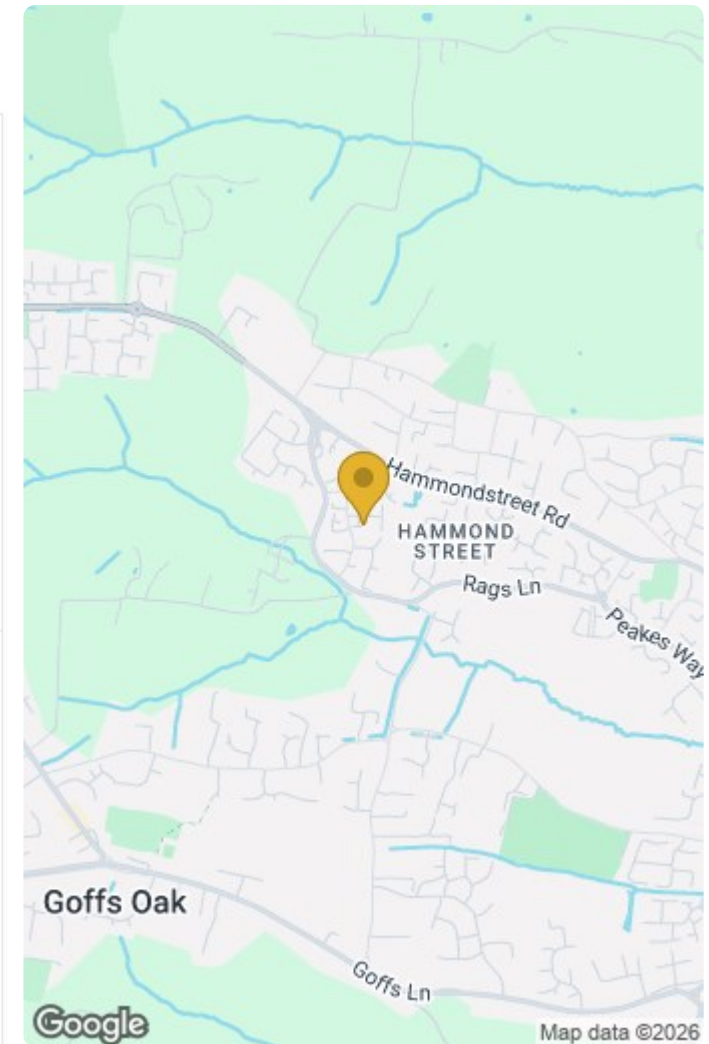 Hammondstreet Rd
HAMMOND
STREET
Rags Ln
Peakes Way
Goffs Oak
Goffs Ln
Google
Map data ©2026